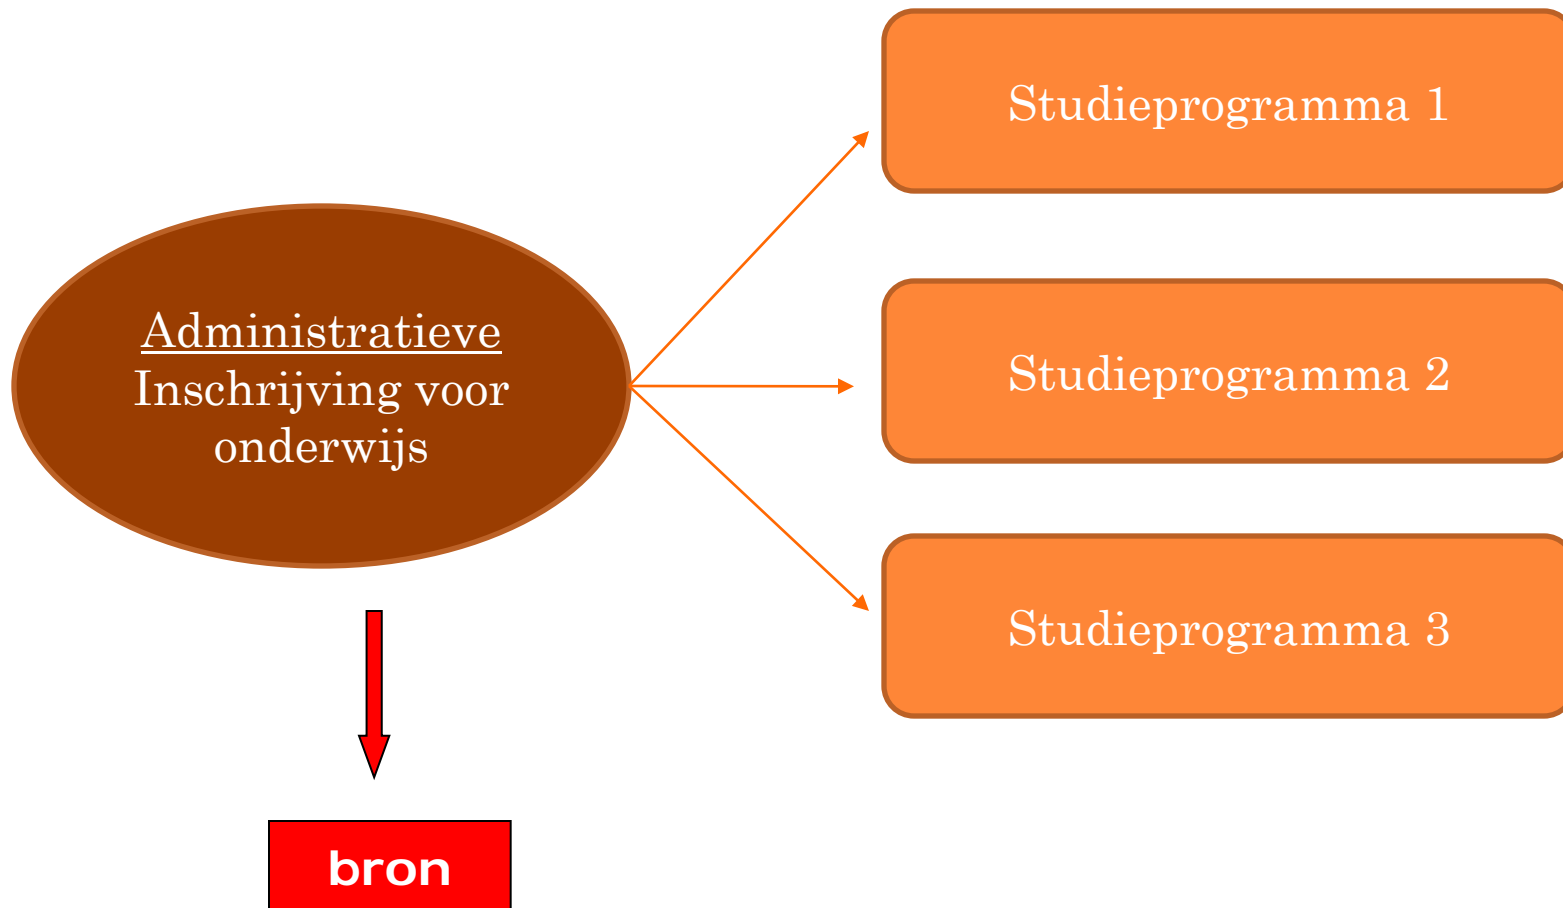 Studieprogramma 1
Administratieve
Inschrijving voor
onderwijs
Studieprogramma 2
Studieprogramma 3
bron